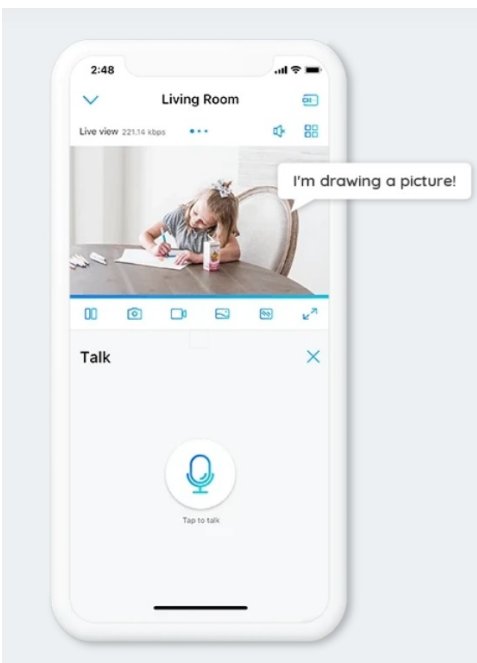 2:48
Living Room
Live view 221.14 kbps
I'm drawing a picture!
Talk
Tap to talk